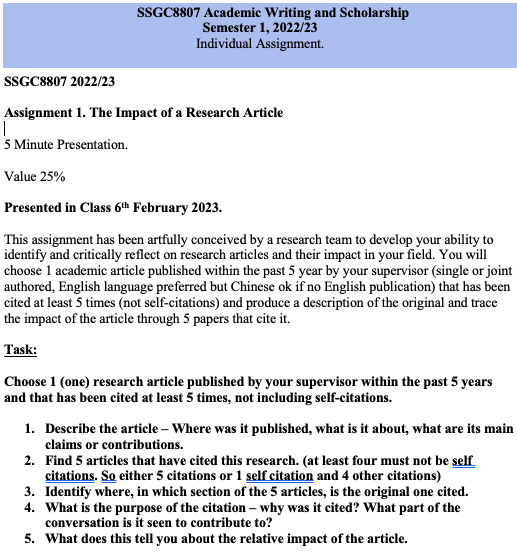 SSGC8807 Academic Writing and Scholarship
Semester 1, 2022/23
Individual Assignment.
SSGC8807 2022/23
Assignment 1. The Impact of a Research Article
5 Minute Presentation.
Value 25%
Presented in Class 6th February 2023.
This assignment has been artfully conceived by a research team to develop your ability to
identify and critically reflect on research articles and their impact in your field. You will
choose 1 academic article published within the past 5 year by your supervisor (single or joint
authored, English language preferred but Chinese ok if no English publication) that has been
cited at least 5 times (not self-citations) and produce a description of the original and trace
the impact of the article through 5 papers that cite it.
Task:
Choose 1 (one) research article published by your supervisor within the past 5 years
and that has been cited at least 5 times, not including self-citations.
1. Describe the article – Where was it published, what is it about, what are its main
claims or contributions.
2. Find 5 articles that have cited this research. (at least four must not be self
citations. So either 5 citations or 1 self citation and 4 other citations)
3. Identify where, in which section of the 5 articles, is the original one cited.
4. What is the purpose of the citation – why was it cited? What part of the
conversation is it seen to contribute to?
5. What does this tell you about the relative impact of the article.